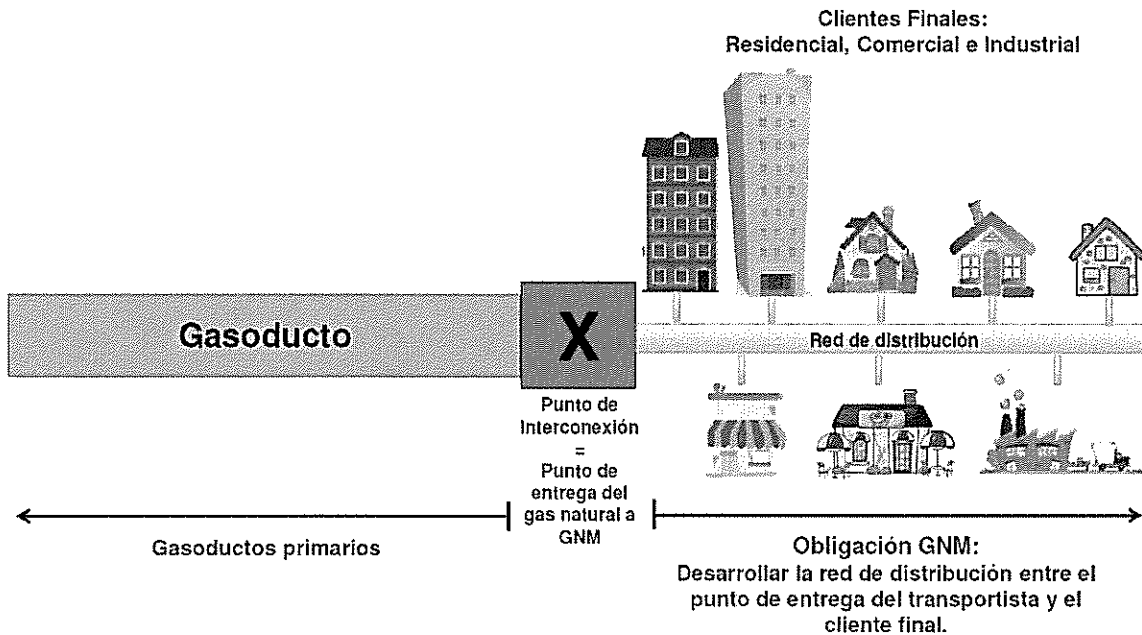 Clientes Finales:
Residencial, Comercial e Industrial
Gasoducto
X
Red de distribución
Punto de
Interconexión
=
Punto de
entrega del
gas natural a
GNM
Gasoductos primarios
Obligación GNM:
Desarrollar la red de distribución entre el
punto de entrega del transportista y el
cliente final.